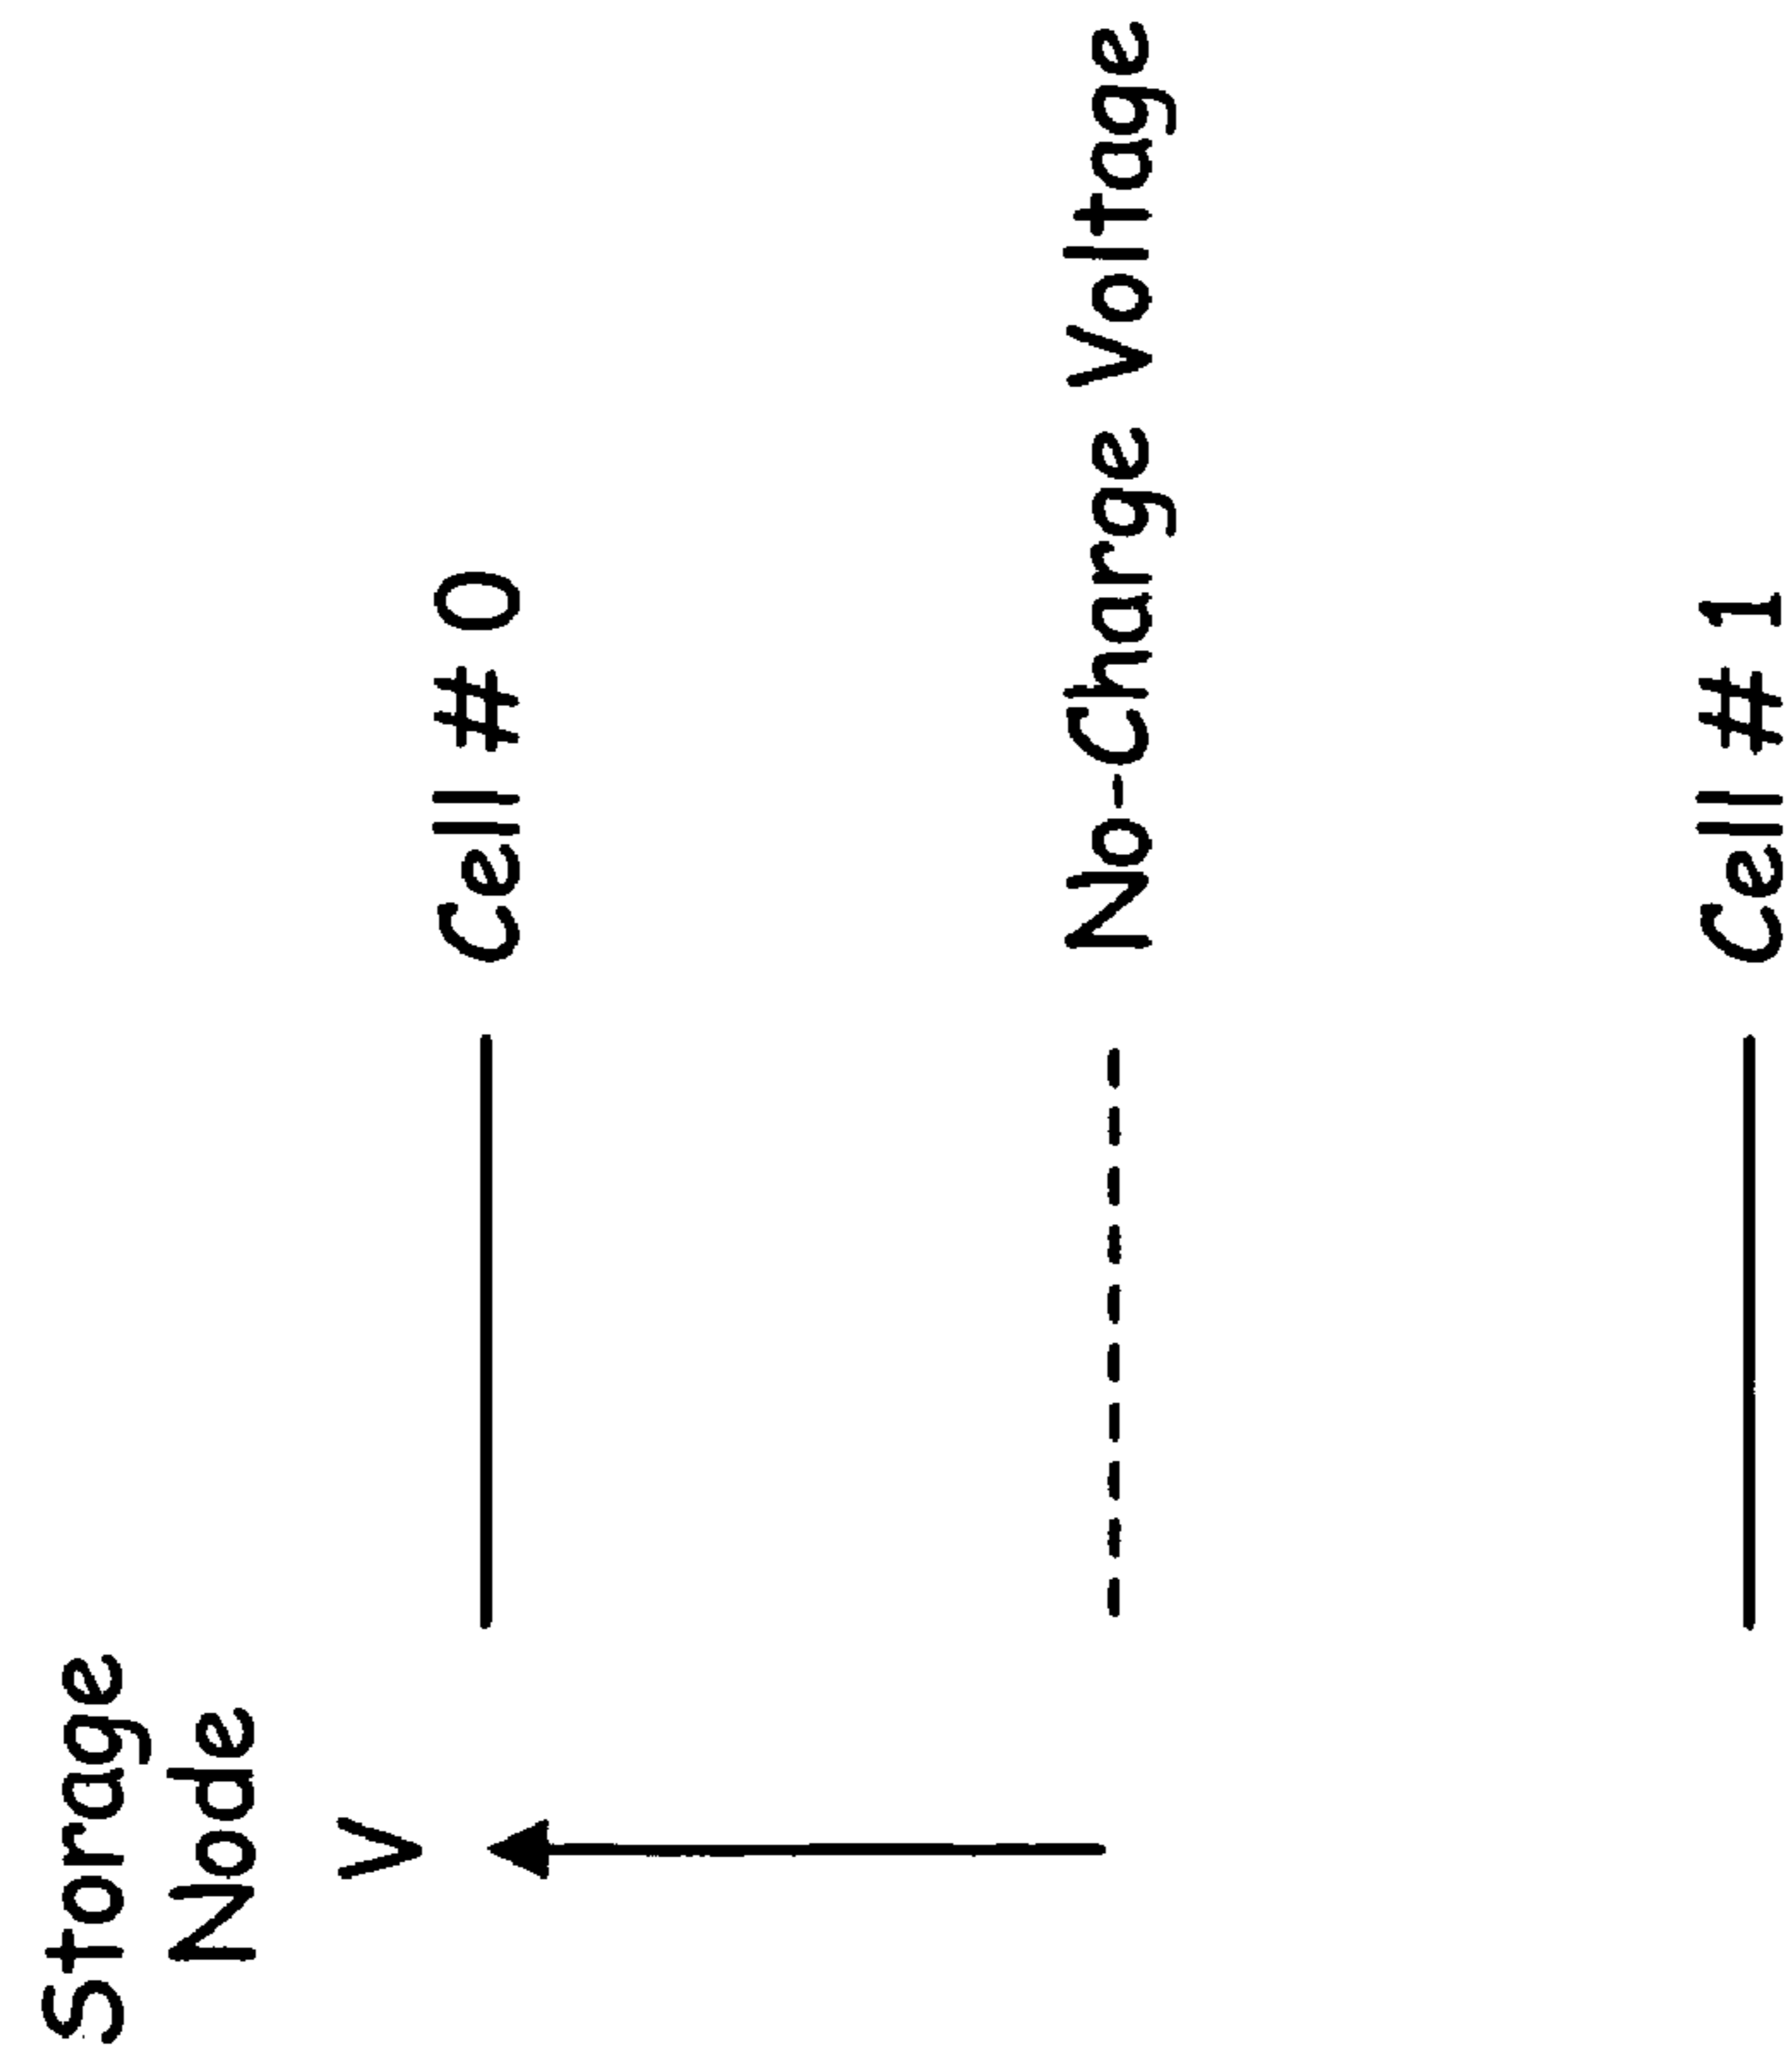 Storage
Node
V
Cell # 0
No-Charge Voltage
Cell # 1